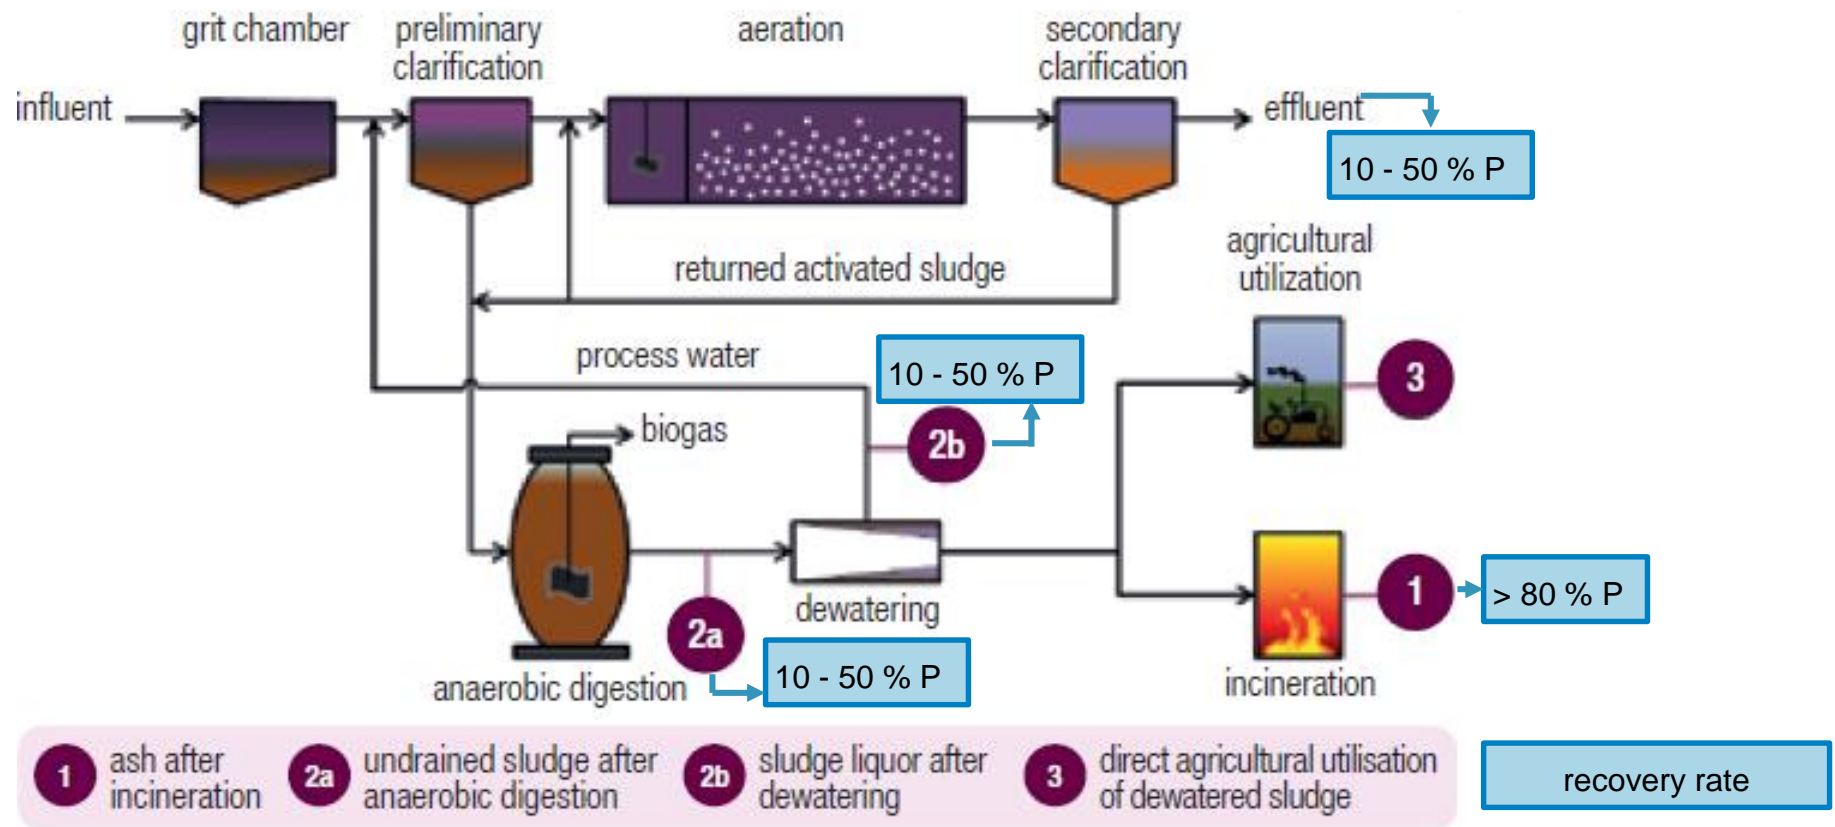 grit chamber
preliminary
clarification
aeration
secondary
clarification
influent
effluent
10 - 50 % P
returned activated sludge
agricultural
utilization
process water
10 - 50 % P
3
biogas
2b
dewatering
2a
1
> 80 % P
anaerobic digestion
10 - 50 % P
incineration
1
ash after
incineration
2a
undrained sludge after
anaerobic digestion
2b
sludge liquor after
dewatering
3
direct agricultural utilisation
of dewatered sludge
recovery rate